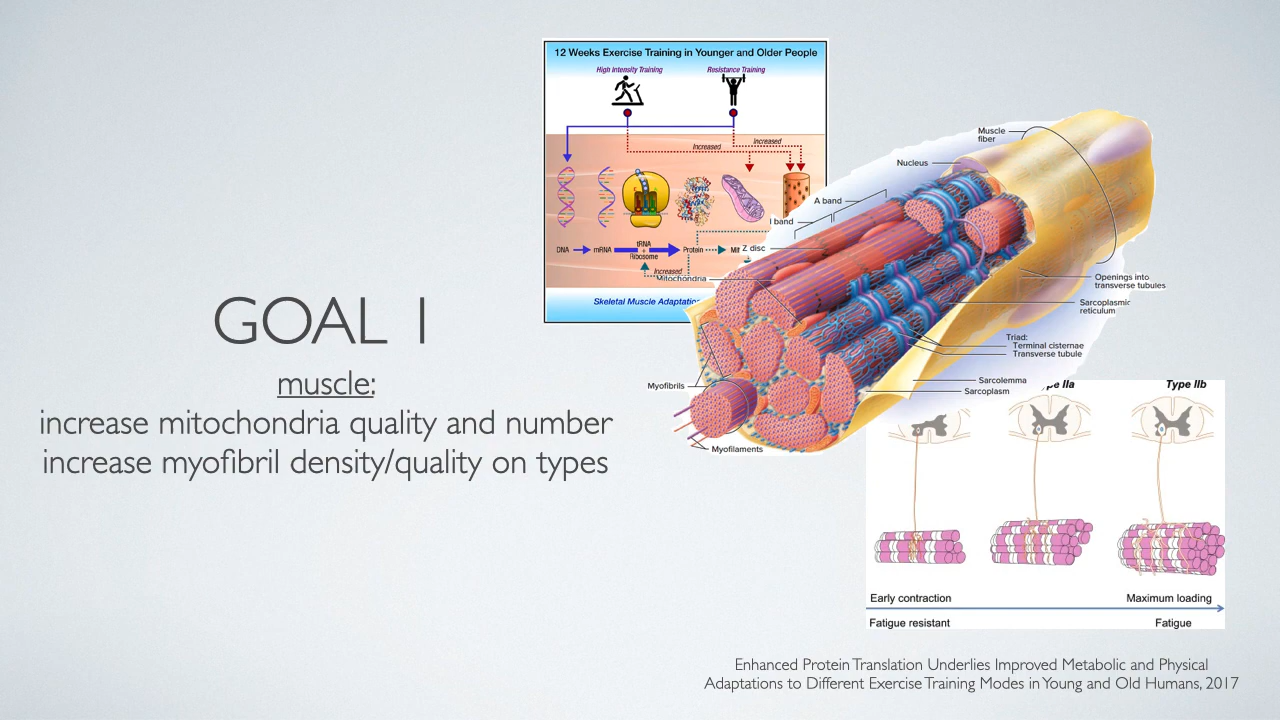 GOAL 1
muscle:
increase mitochondria quality and number
increase myofibril density/quality on types
12 Weeks Exercise Training in Younger and Older People
High Intensity Training
Resistance Training
Increased
Increased
DNA
mRNA
tRNA
+
Ribosome
Protein
Mit
Increased
Skeletal Muscle Adaptatio
Muscle
fiber
Nucleus
A band
I band
Z disc
Mitochondria
Openings into
transverse tubules
Sarcoplasmic
reticulum
Triad:
Terminal cisternae
Transverse tubule
Sarcolemma
Sarcoplasm
Myofibrils
Myofilaments
pe IIa
Type IIb
Early contraction
Maximum loading
Fatigue resistant
Fatigue
Enhanced Protein Translation Underlies Improved Metabolic and Physical
Adaptations to Different Exercise Training Modes in Young and Old Humans, 2017